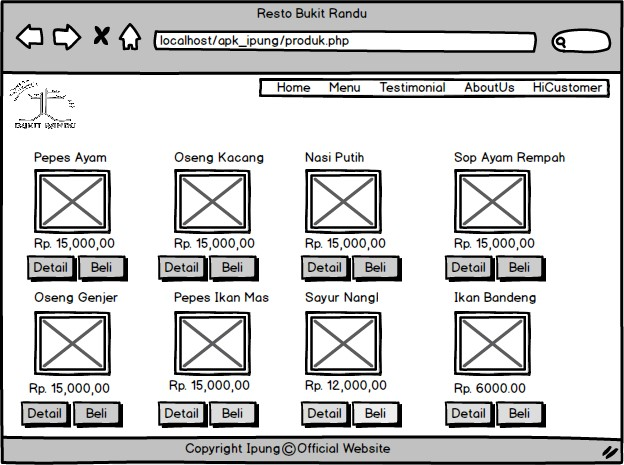 Resto Bukit Randu
localhost/apk_ipung/produk.php
Home Menu Testimonial AboutUs HiCustomer
BUKIT RANDU
Pepes Ayam Oseng Kacang Nasi Putih Sop Ayam Rempah
Rp. 15,000,00 Rp. 15,000,00 Rp. 15,000,00 Rp. 15,000,00
Detail Beli Detail Beli Detail Beli Detail Beli
Oseng Genjer Pepes Ikan Mas Sayur Nangl Ikan Bandeng
Rp. 15,000,00 Rp. 15,000,00 Rp. 12,000,00 Rp. 6000.00
Detail Beli Detail Beli Detail Beli Detail Beli
Copyright Ipung©Official Website